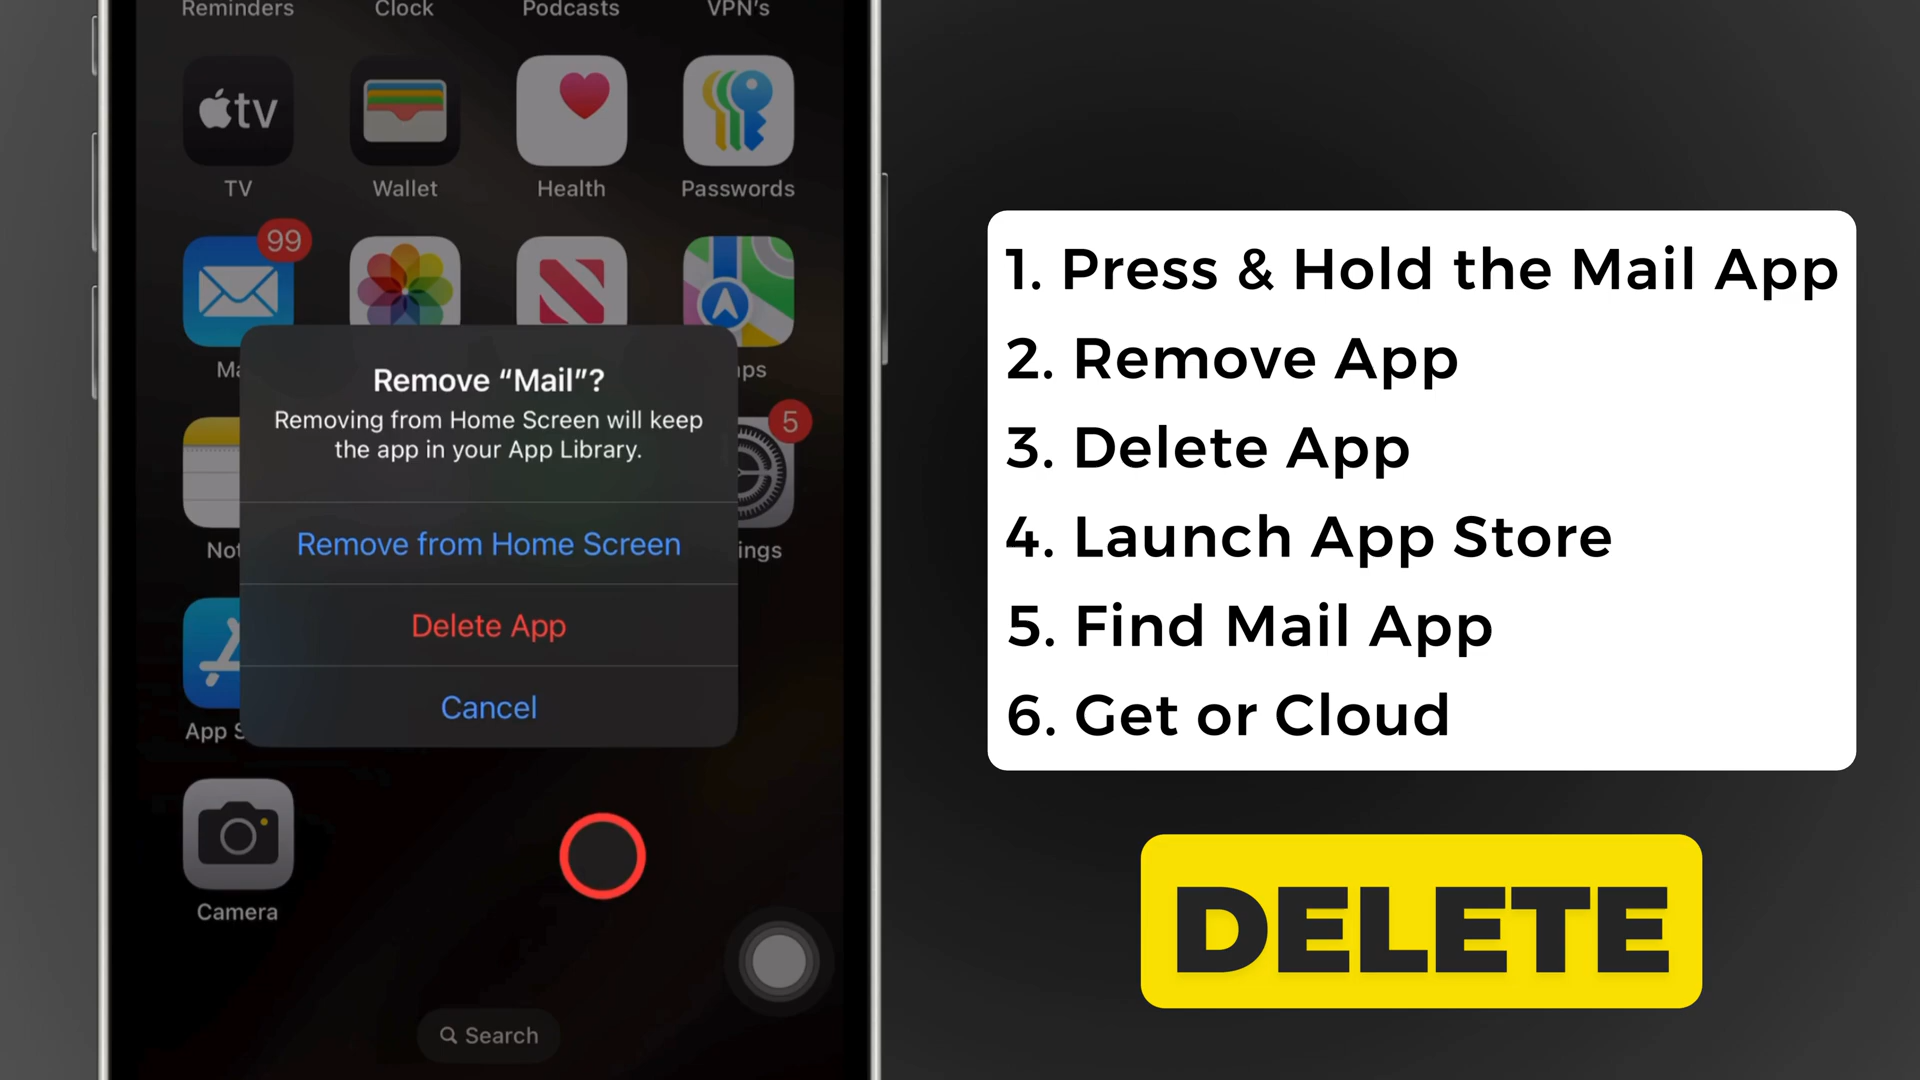 Reminders Clock Podcasts VPN's
tv
TV Wallet Health Passwords
99
Remove “Mail”?
Removing from Home Screen will keep
the app in your App Library.
5
Remove from Home Screen
Delete App
Cancel
Camera
Search
1. Press & Hold the Mail App
2. Remove App
3. Delete App
4. Launch App Store
5. Find Mail App
6. Get or Cloud
DELETE